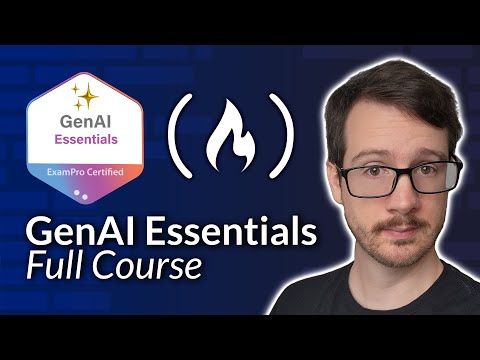 GenAI
Essentials
ExamPro Certified
GenAI Essentials
Full Course